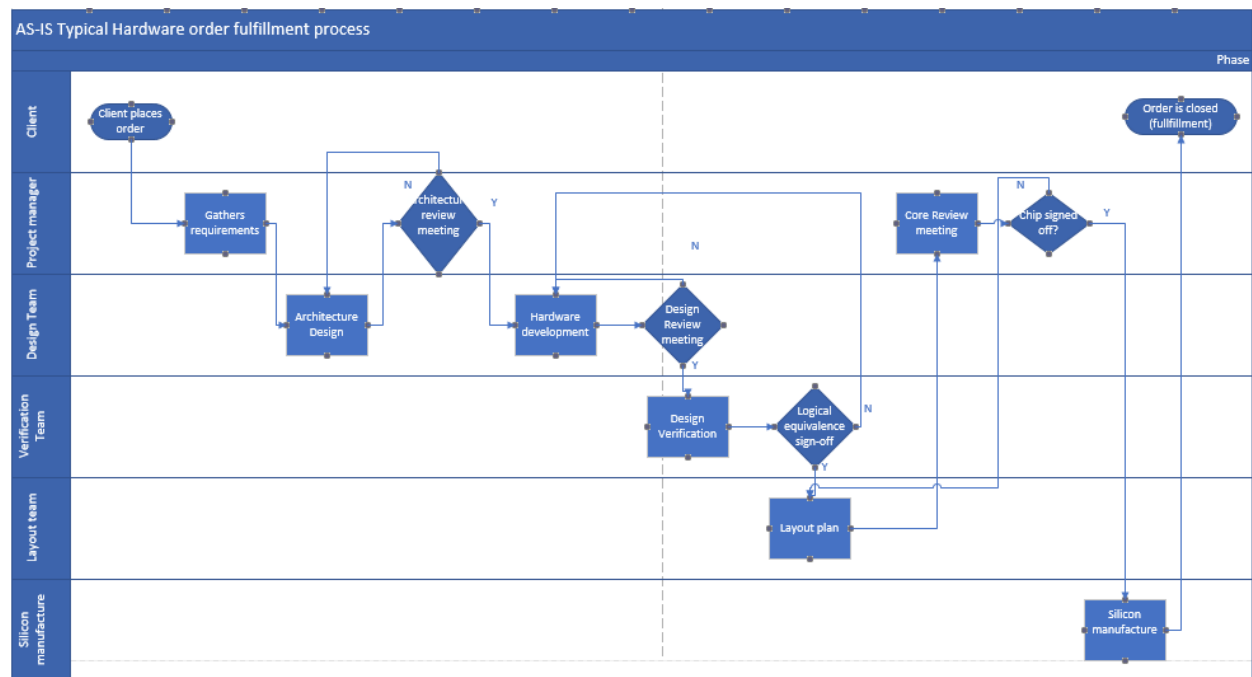 AS-IS Typical Hardware order fulfillment process
Phase
Client
Client places
order
Order is closed
(fullfillment)
Project manager
Gathers
requirements
N
rchitectur
review
meeting
Y
Core Review
meeting
N
Chip signed
off?
Y
N
Design Team
Architecture
Design
Hardware
development
Design
Review
meeting
Y
Verification
Team
Design
Verification
Logical
equivalence
sign-off
N
Y
Layout team
Layout plan
Silicon
manufacture
Silicon
manufacture